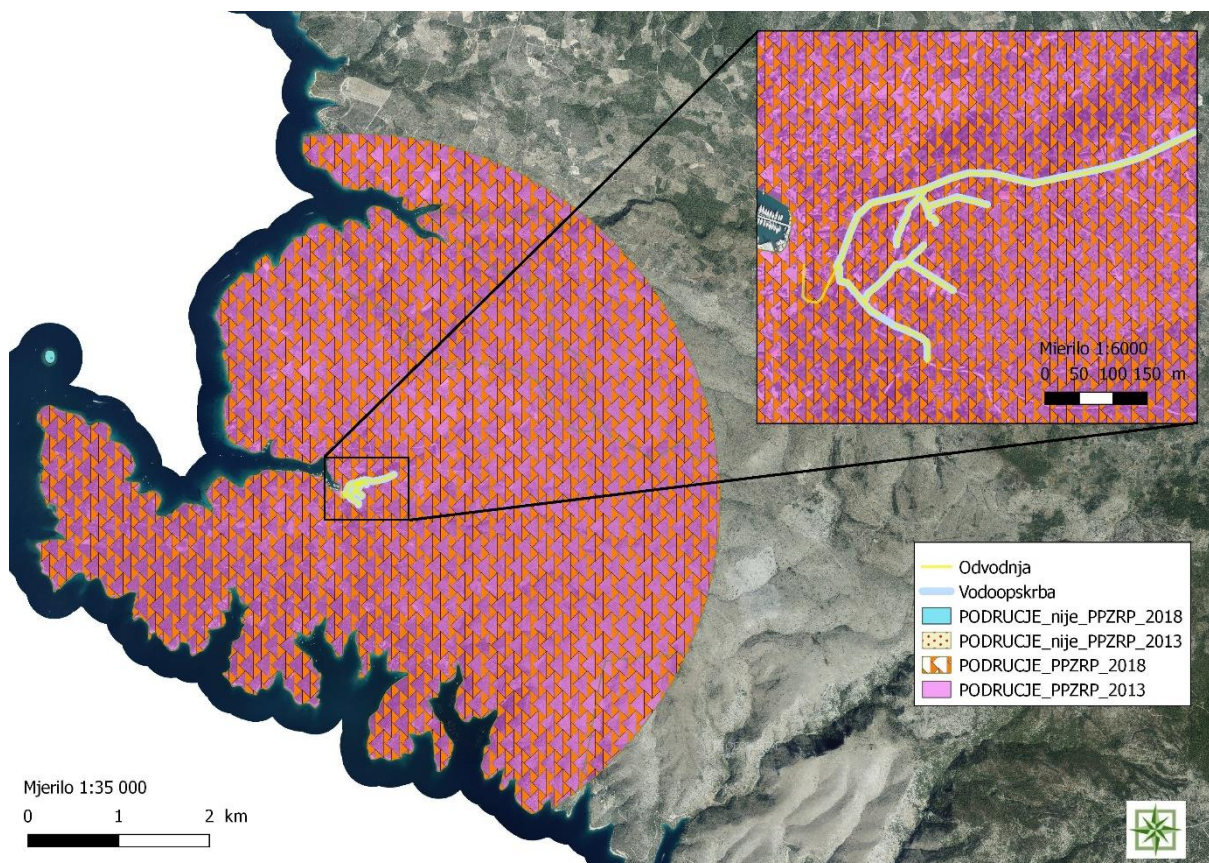 Mjerilo 1:6000
0 50 100 150 m
Odvodnja
Vodoopskrba
PODRUCJE_nije_PPZRP_2018
PODRUCJE_nije_PPZRP_2013
PODRUCJE_PPZRP_2018
PODRUCJE_PPZRP_2013
Mjerilo 1:35 000
0 1 2 km